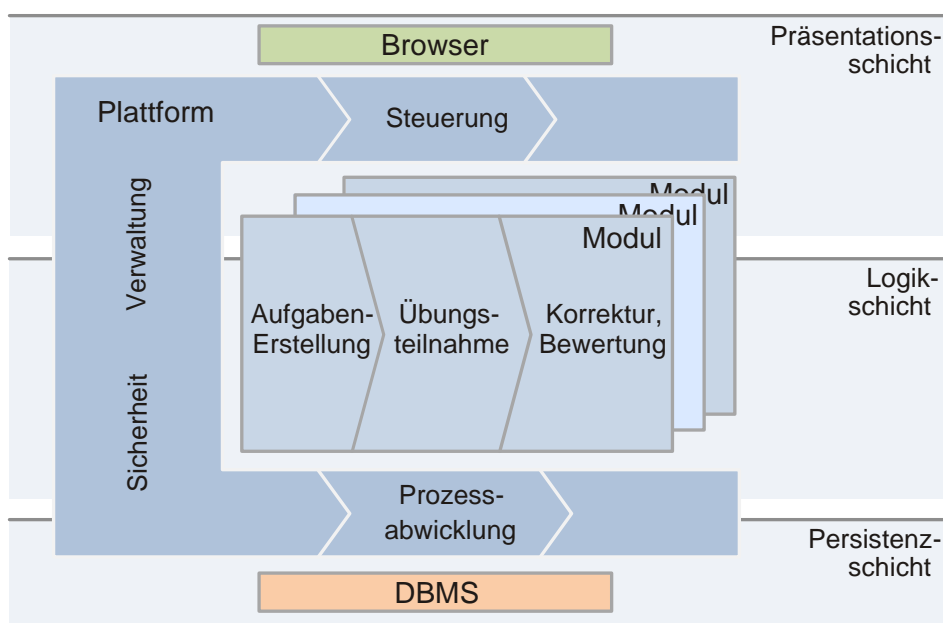 Browser
Präsentations-
schicht
Plattform
Steuerung
Verwaltung
Sicherheit
Modul
Modul
Modul
Aufgaben-
Erstellung
Übungs-
teilnahme
Korrektur,
Bewertung
Logik-
schicht
Prozess-
abwicklung
Persistenz-
schicht
DBMS